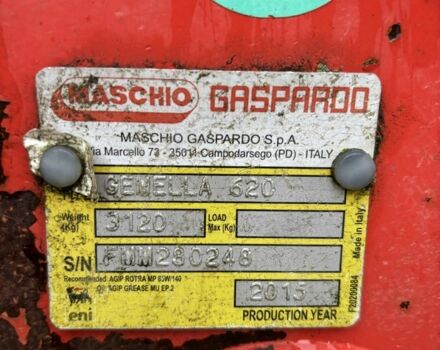 MASCHIO GASPARDO
MASCHIO GASPARDO S.p.A.
Via Marcello 73 - 35011 Campodarsego (PD) - ITALY
GEMELLA 620
Weight (Kg) 3120 LOAD Max (Kg)
S/N FMM280248
Recommended Oil AGIP ROTRA MP 85W/140
AGIP GREASE MU EP 2
eni
2015
PRODUCTION YEAR
Made in Italy
F20200084